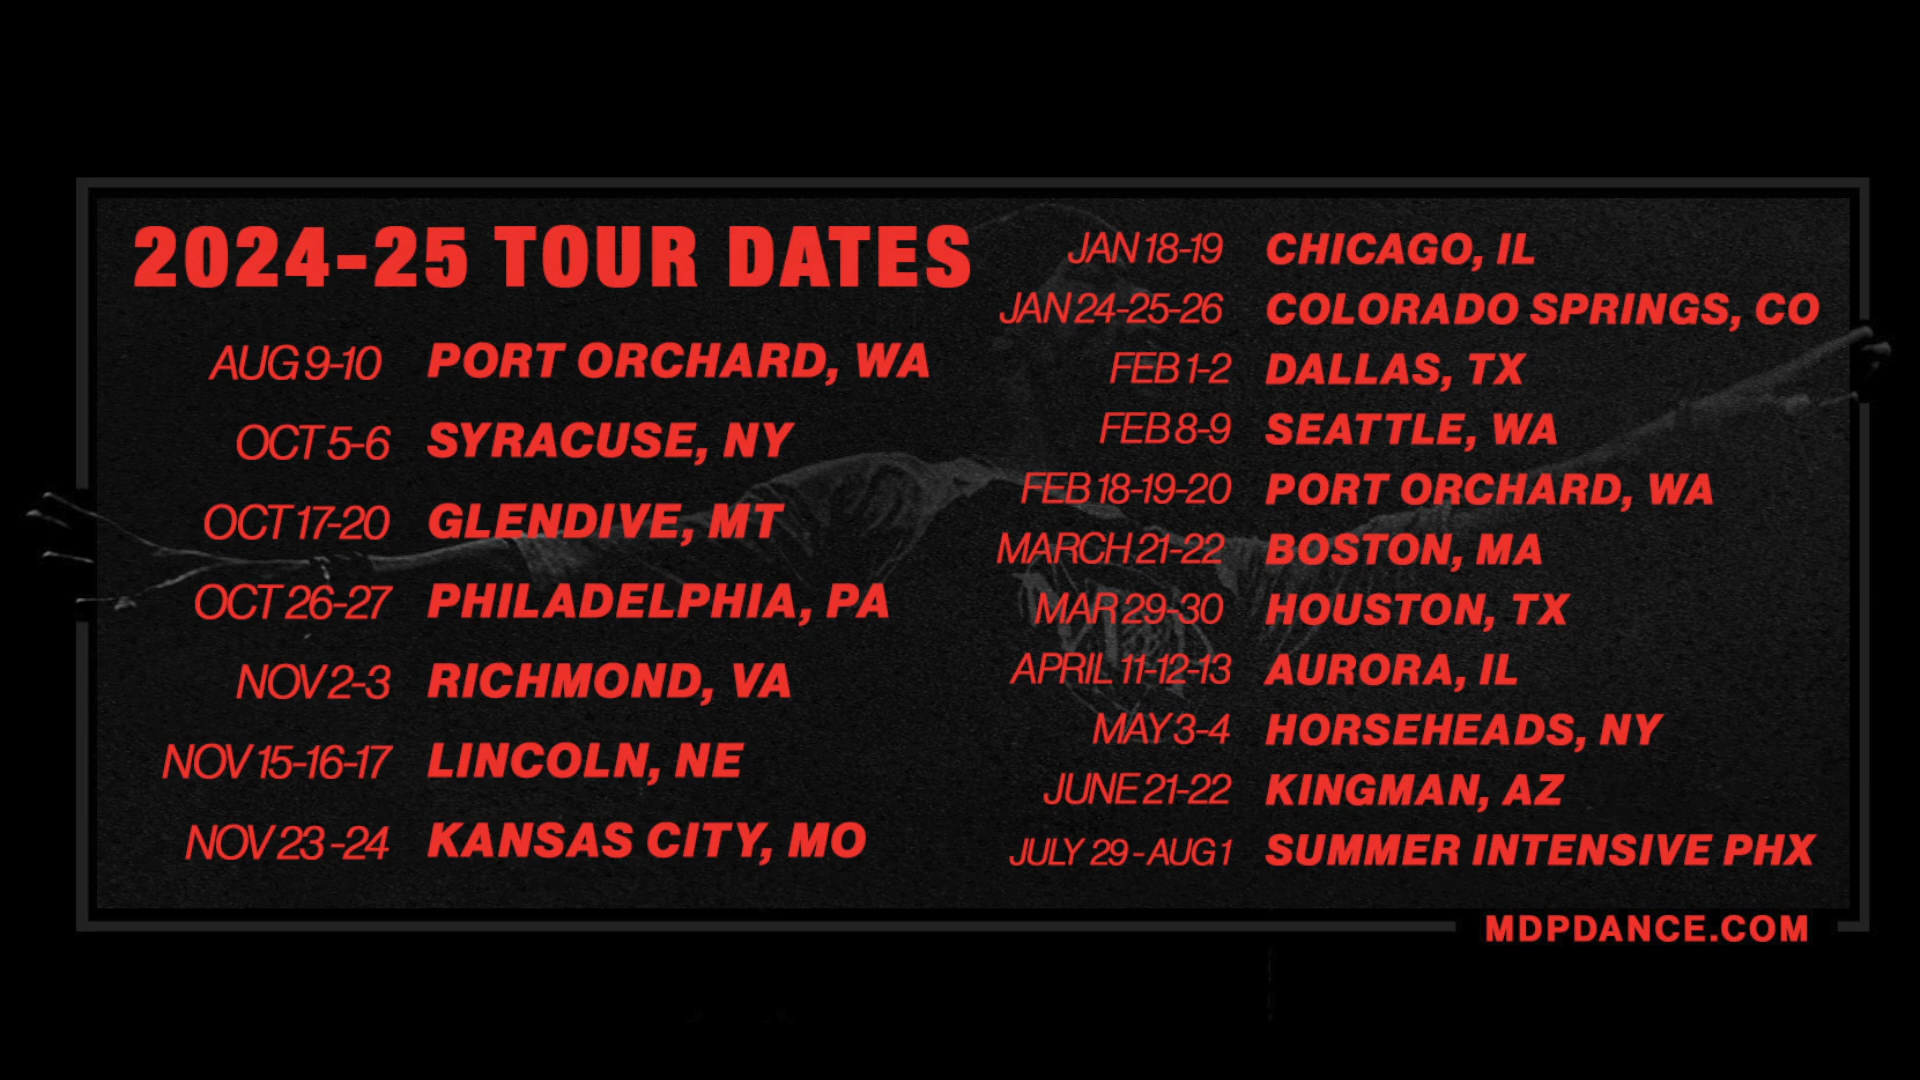 2024-25 TOUR DATES
AUG 9-10 PORT ORCHARD, WA
OCT 5-6 SYRACUSE, NY
OCT 17-20 GLENDIVE, MT
OCT 26-27 PHILADELPHIA, PA
NOV 2-3 RICHMOND, VA
NOV 15-16-17 LINCOLN, NE
NOV 23 -24 KANSAS CITY, MO
JAN 18-19 CHICAGO, IL
JAN 24-25-26 COLORADO SPRINGS, CO
FEB 1-2 DALLAS, TX
FEB 8-9 SEATTLE, WA
FEB 18-19-20 PORT ORCHARD, WA
MARCH 21-22 BOSTON, MA
MAR 29-30 HOUSTON, TX
APRIL 11-12-13 AURORA, IL
MAY 3-4 HORSEHEADS, NY
JUNE 21-22 KINGMAN, AZ
JULY 29 - AUG 1 SUMMER INTENSIVE PHX
MDPDANCE.COM